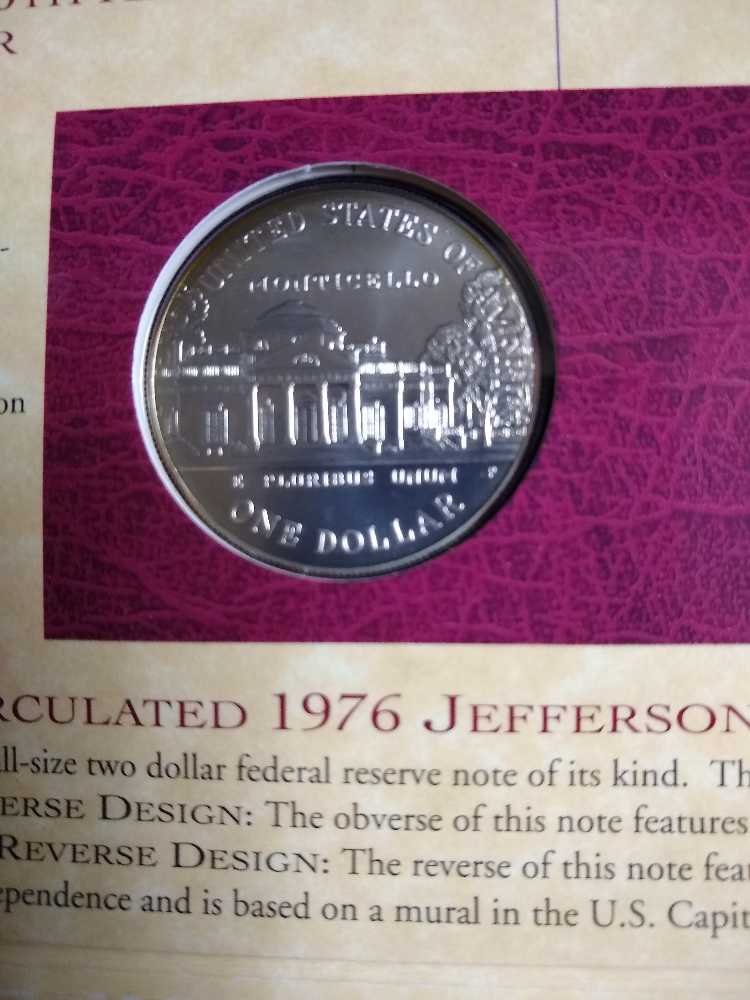 R
on
UNITED STATES OF AMERICA
MONTICELLO
E PLURIBUS UNUM P
ONE DOLLAR
RCULATED 1976 JEFFERSON
ll-size two dollar federal reserve note of its kind. Th
ERSE DESIGN: The obverse of this note features
REVERSE DESIGN: The reverse of this note feat
ependence and is based on a mural in the U.S. Capit